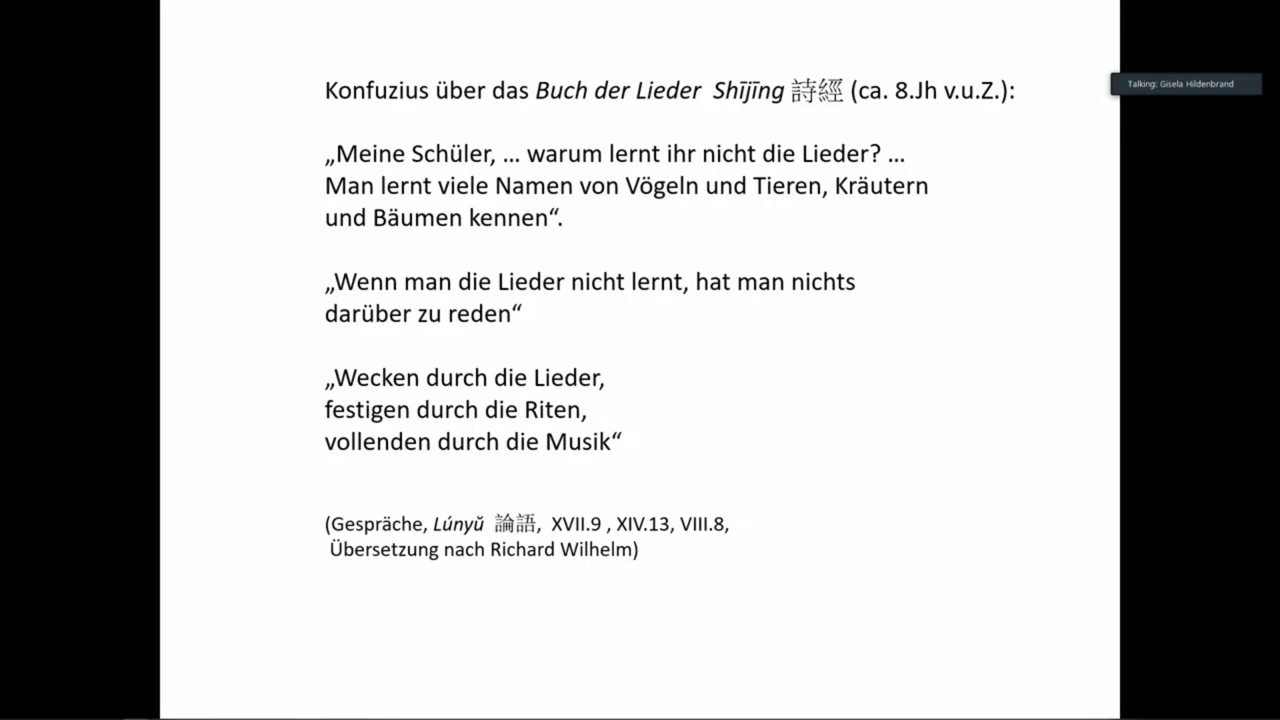 Konfuzius über das Buch der Lieder Shījīng 詩經 (ca. 8.Jh v.u.Z.):
Talking: Gisela Hildenbrand
„Meine Schüler, … warum lernt ihr nicht die Lieder? …
Man lernt viele Namen von Vögeln und Tieren, Kräutern
und Bäumen kennen“.
„Wenn man die Lieder nicht lernt, hat man nichts
darüber zu reden“
„Wecken durch die Lieder,
festigen durch die Riten,
vollenden durch die Musik“
(Gespräche, Lúnyŭ 論語, XVII.9 , XIV.13, VIII.8,
Übersetzung nach Richard Wilhelm)